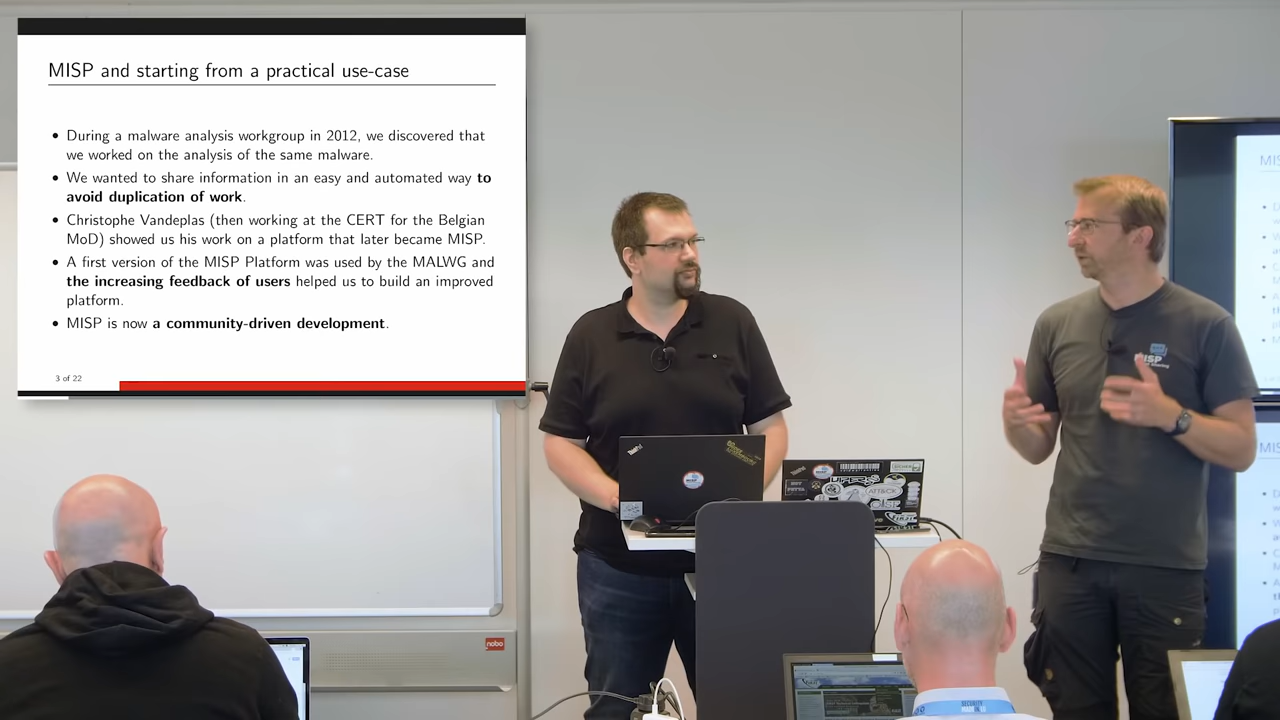 MISP and starting from a practical use-case
• During a malware analysis workgroup in 2012, we discovered that
we worked on the analysis of the same malware.
• We wanted to share information in an easy and automated way to
avoid duplication of work.
• Christophe Vandeplas (then working at the CERT for the Belgian
MoD) showed us his work on a platform that later became MISP.
• A first version of the MISP Platform was used by the MALWG and
the increasing feedback of users helped us to build an improved
platform.
• MISP is now a community-driven development.
3 of 22
nobo
ThinkPad
ATT&CK
SECURITY